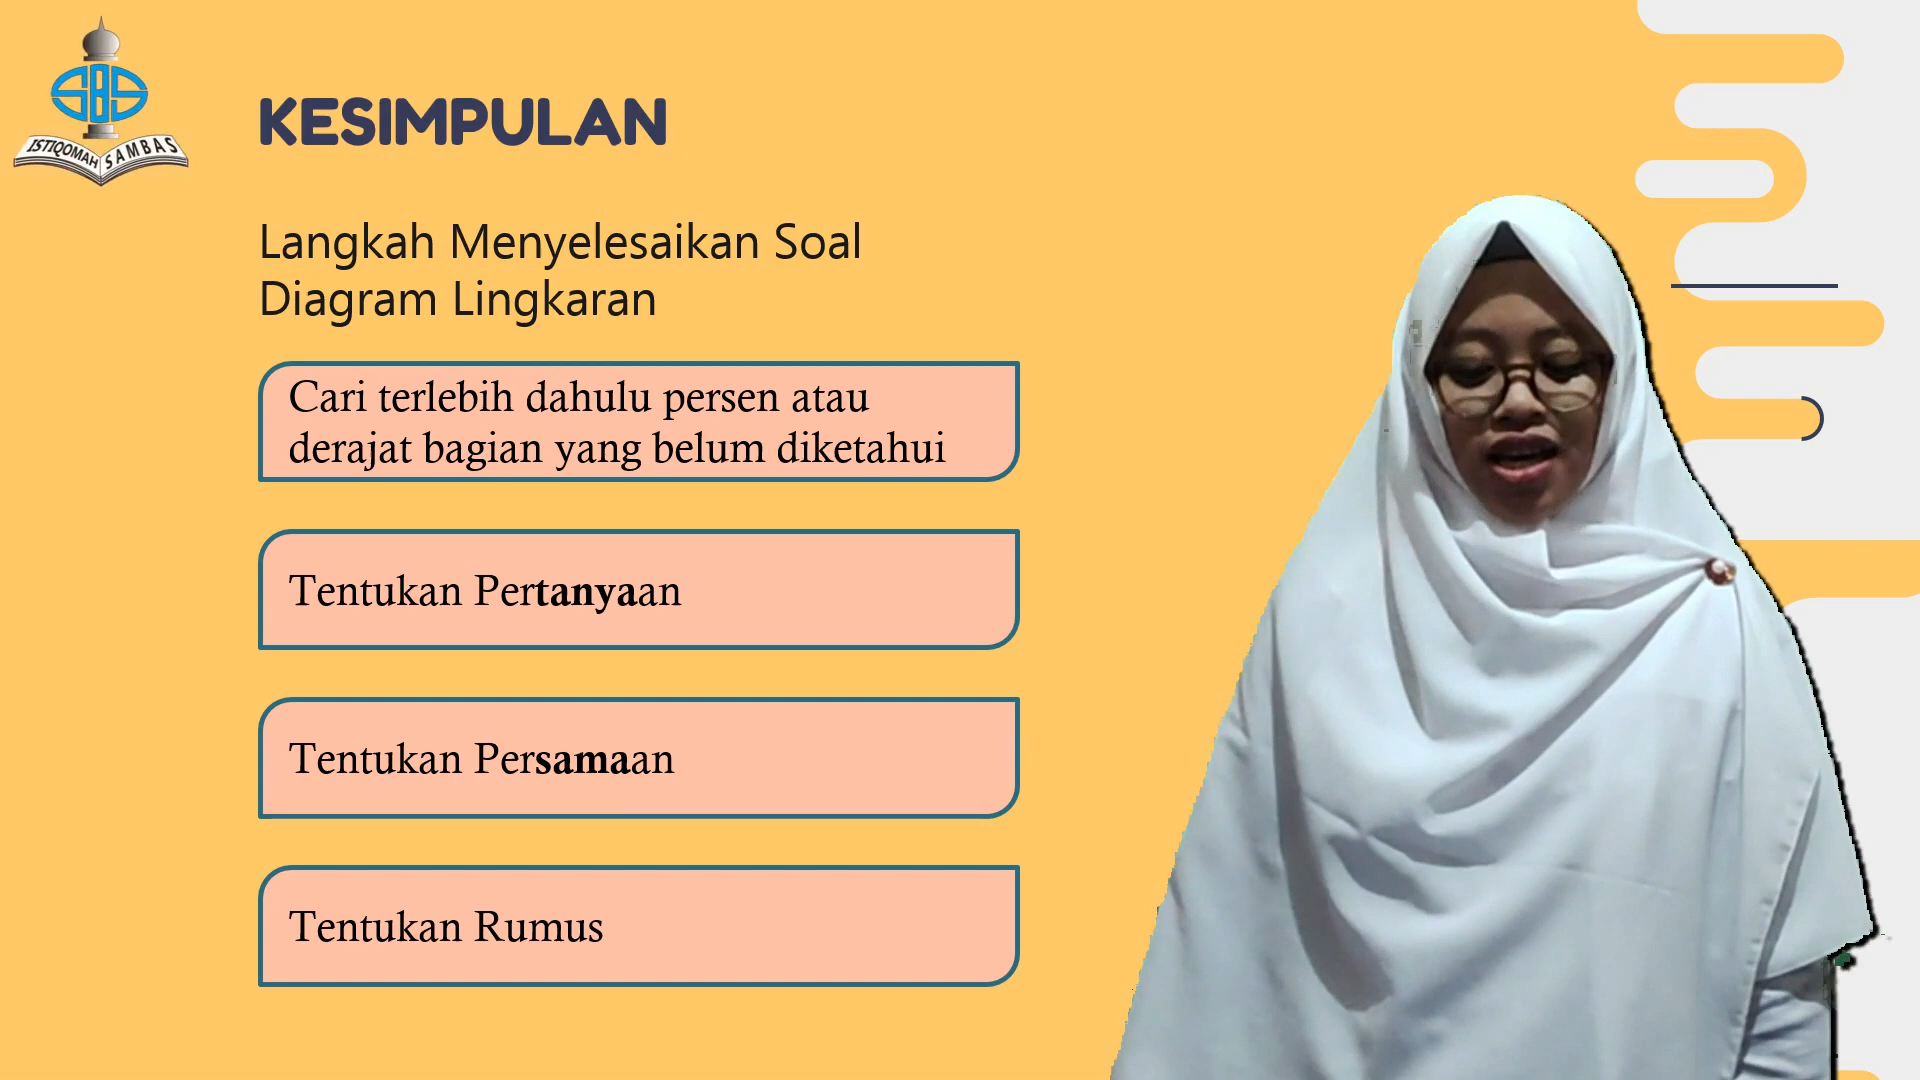 SBS
ISTIQOMAH SAMBAS
KESIMPULAN
Langkah Menyelesaikan Soal
Diagram Lingkaran
Cari terlebih dahulu persen atau
derajat bagian yang belum diketahui
Tentukan Pertanyaan
Tentukan Persamaan
Tentukan Rumus